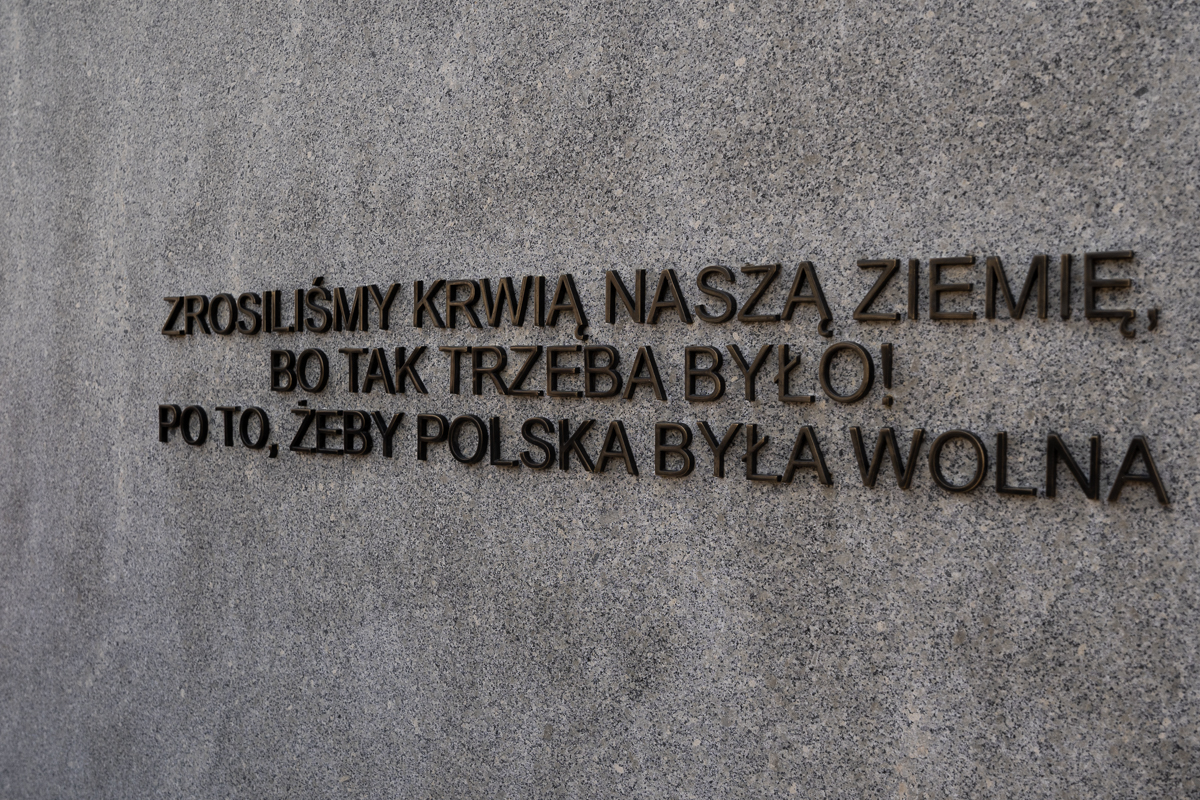 ZROSILIŚMY KRWIĄ NASZĄ ZIEMIĘ,
BO TAK TRZEBA BYŁO!
PO TO, ŻEBY POLSKA BYŁA WOLNA